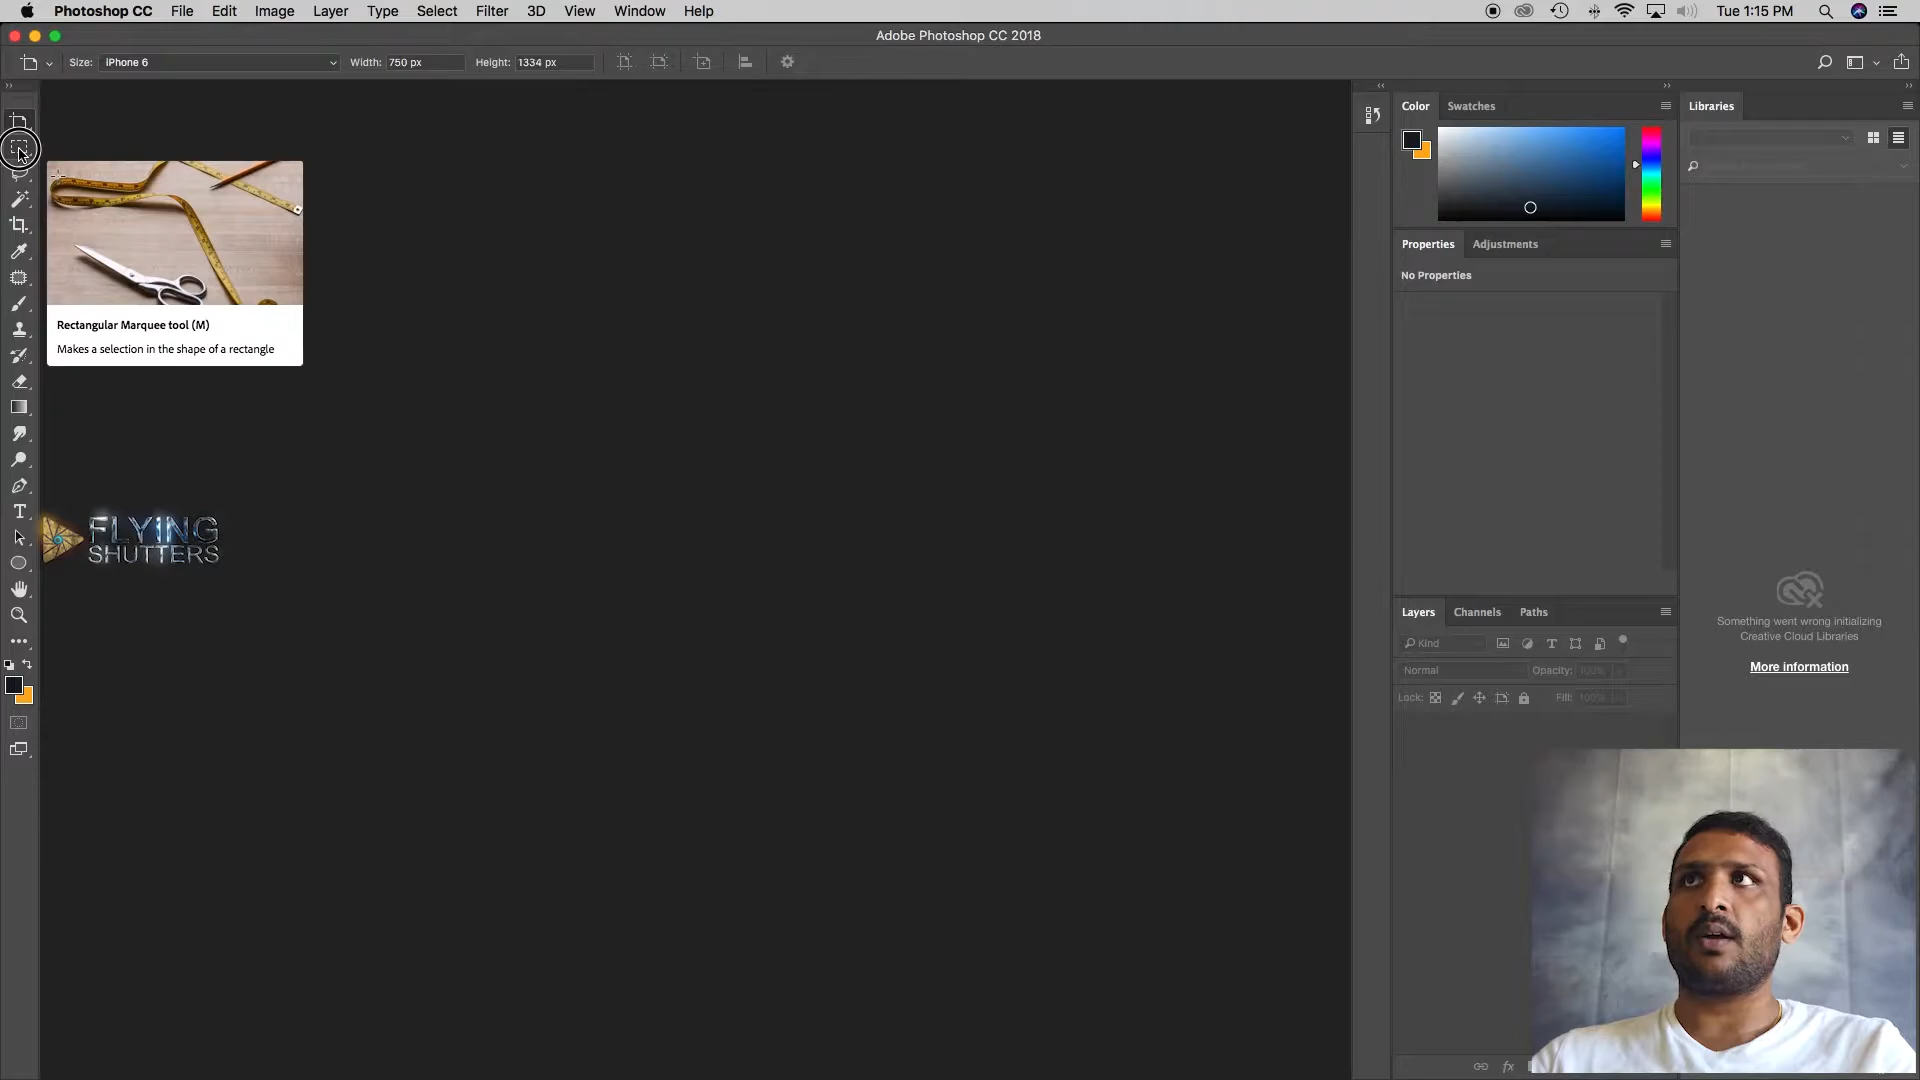 Photoshop CC File Edit Image Layer Type Select Filter 3D View Window Help Tue 1:15 PM
Adobe Photoshop CC 2018
Size: iPhone 6 Width: 750 px Height: 1334 px
Color Swatches
Libraries
Rectangular Marquee tool (M)
Makes a selection in the shape of a rectangle
Properties Adjustments
No Properties
FLYING
SHUTTERS
T
Layers Channels Paths
Kind T
Normal Opacity: 100%
Lock: Fill: 100%
Something went wrong initializing
Creative Cloud Libraries
More information
fx